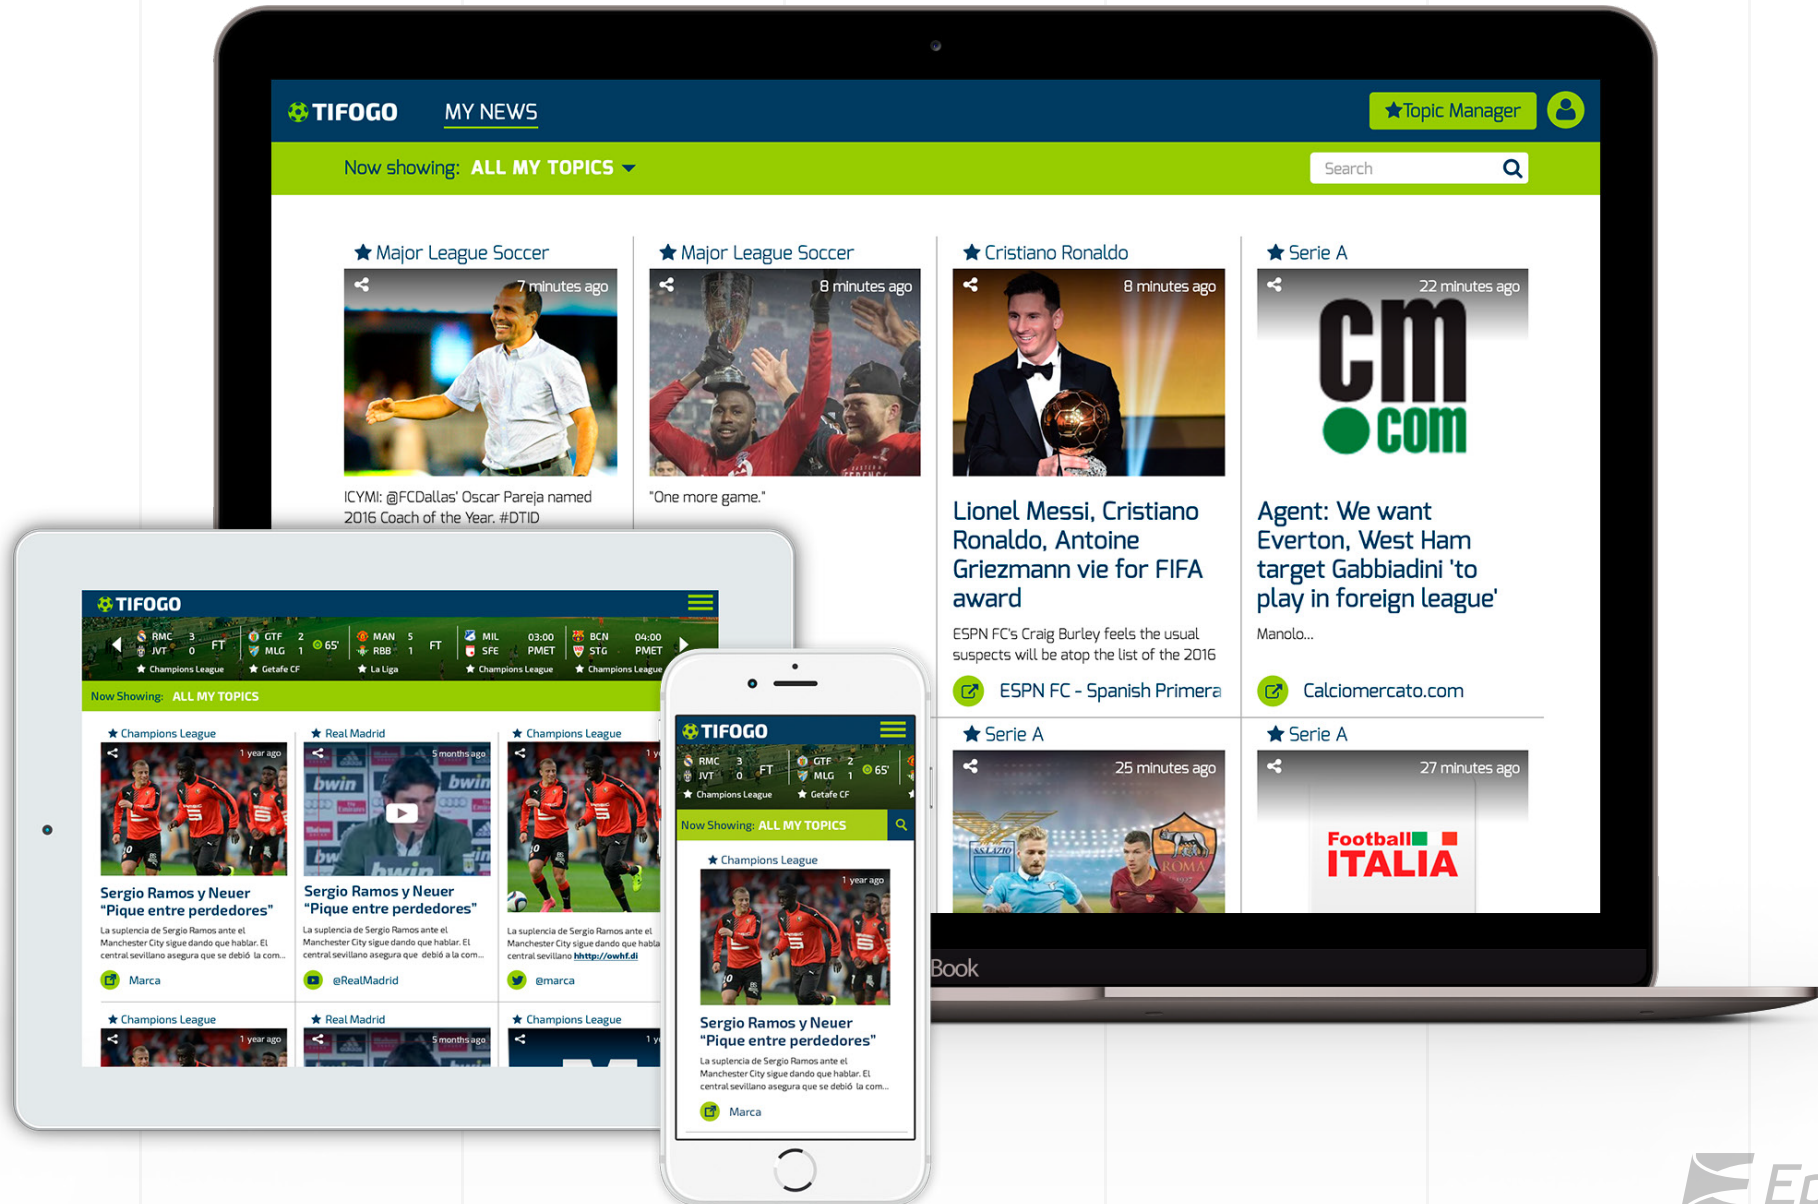 TIFOGO
MY NEWS
Topic Manager
Now showing: ALL MY TOPICS
Search
Major League Soccer
7 minutes ago
ICYMI: @FCDallas' Oscar Pareja named
2016 Coach of the Year. #DTID
Major League Soccer
8 minutes ago
"One more game."
Cristiano Ronaldo
8 minutes ago
Lionel Messi, Cristiano
Ronaldo, Antoine
Griezmann vie for FIFA
award
ESPN FC's Craig Burley feels the usual
suspects will be atop the list of the 2016
ESPN FC - Spanish Primera
Serie A
22 minutes ago
cm
com
Agent: We want
Everton, West Ham
target Gabbiadini 'to
play in foreign league'
Manolo...
Calciomercato.com
Serie A
25 minutes ago
S.S. LAZIO
ROMA
Serie A
27 minutes ago
Football
ITALIA
Book
TIFOGO
RMC 3
JVT 0
FT
Champions League
GTF 2
MLG 1
65'
Getafe CF
MAN 5
RBB 1
FT
La Liga
MIL 03:00
SFE PMET
Champions League
BCN 04:00
STG PMET
Champions League
Now Showing: ALL MY TOPICS
Champions League
1 year ago
Sergio Ramos y Neuer
“Pique entre perdedores”
La suplencia de Sergio Ramos ante el
Manchester City sigue dando que hablar. El
central sevillano asegura que se debió la com...
Marca
Real Madrid
5 months ago
bwin
bwin
bwin
Sergio Ramos y Neuer
“Pique entre perdedores”
La suplencia de Sergio Ramos ante el
Manchester City sigue dando que hablar. El
central sevillano asegura que debió a la com...
@RealMadrid
Champions League
1 y
La suplencia de Sergio Ramos ante el
Manchester City sigue dando que habla
central sevillano hhttp://owhf.di
@marca
Champions League
1 year ago
Real Madrid
5 months ago
Champions League
1 y
TIFOGO
RMC 3
JVT 0
FT
Champions League
GTF 2
MLG 1
65'
Getafe CF
Now Showing: ALL MY TOPICS
Champions League
1 year ago
Sergio Ramos y Neuer
“Pique entre perdedores”
La suplencia de Sergio Ramos ante el
Manchester City sigue dando que hablar. El
central sevillano asegura que se debió la com...
Marca